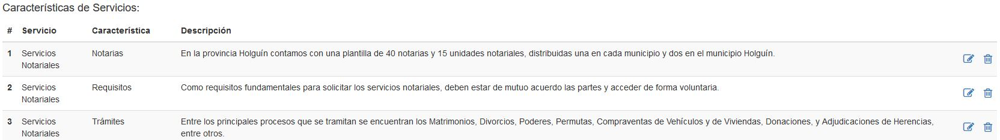 Características de Servicios:
# Servicio Característica Descripción
1 Servicios Notariales Notarias En la provincia Holguín contamos con una plantilla de 40 notarias y 15 unidades notariales, distribuidas una en cada municipio y dos en el municipio Holguín.
2 Servicios Notariales Requisitos Como requisitos fundamentales para solicitar los servicios notariales, deben estar de mutuo acuerdo las partes y acceder de forma voluntaria.
3 Servicios Notariales Trámites Entre los principales procesos que se tramitan se encuentran los Matrimonios, Divorcios, Poderes, Permutas, Compraventas de Vehículos y de Viviendas, Donaciones, y Adjudicaciones de Herencias,
entre otros.